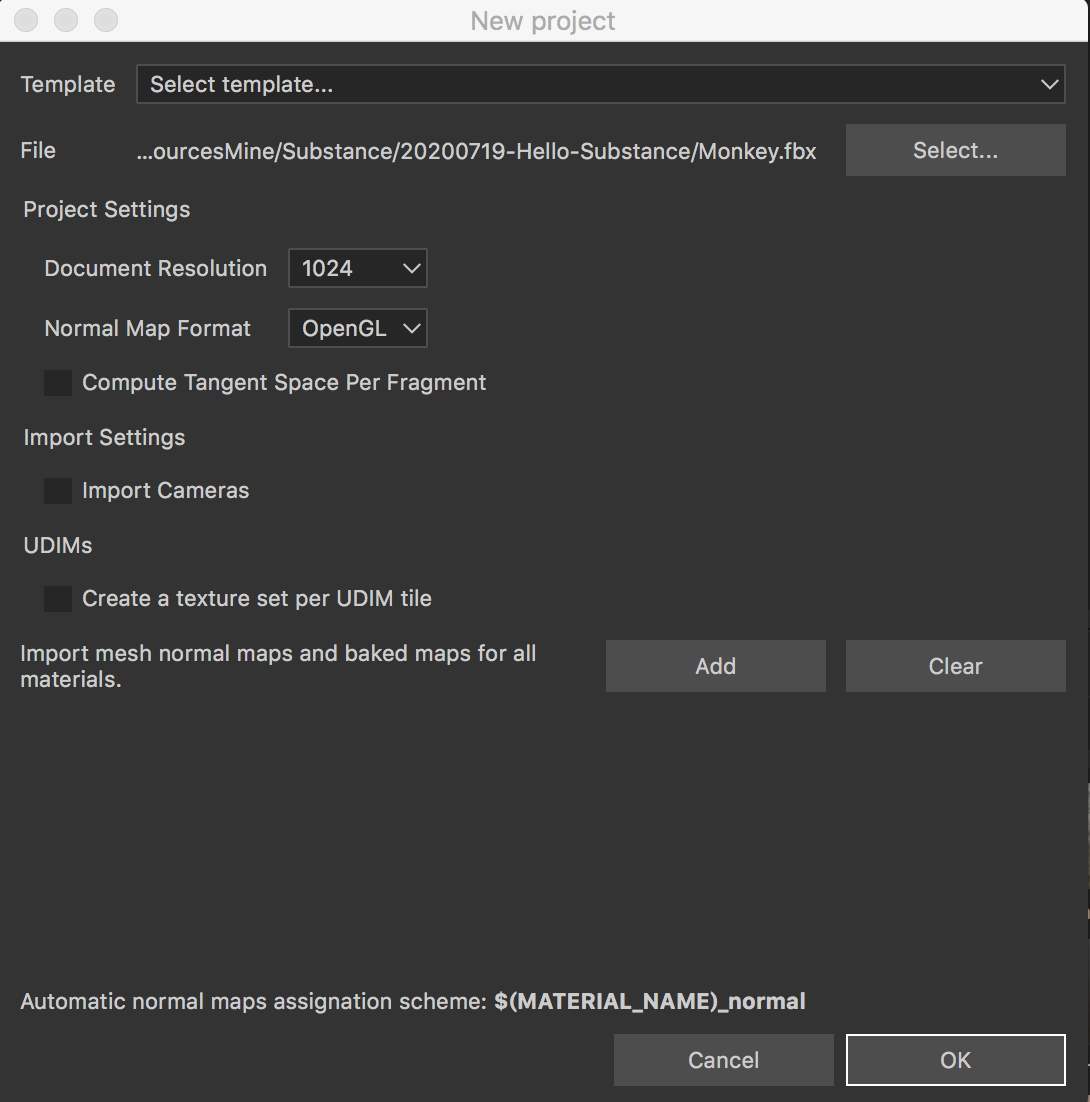 New project
Template Select template...
File ...ourcesMine/Substance/20200719-Hello-Substance/Monkey.fbx Select...
Project Settings
Document Resolution 1024
Normal Map Format OpenGL
Compute Tangent Space Per Fragment
Import Settings
Import Cameras
UDIMs
Create a texture set per UDIM tile
Import mesh normal maps and baked maps for all
materials.
Add Clear
Automatic normal maps assignation scheme: $(MATERIAL_NAME)_normal
Cancel OK